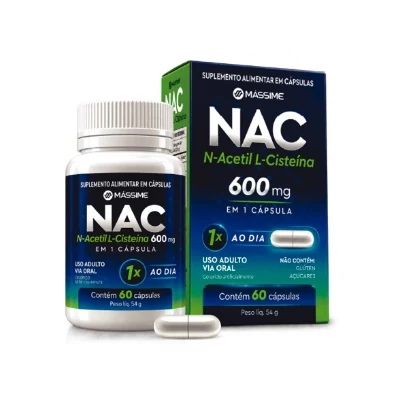 SUPLEMENTO ALIMENTAR EM CÁPSULAS
MÁSSIME
NAC
N-Acetil L-Cisteína
600 mg
EM 1 CÁPSULA
1X AO DIA
USO ADULTO
VIA ORAL
NÃO CONTÉM:
GLÚTEN
AÇÚCARES
Contém 60 cápsulas
Peso líq. 54 g
SUPLEMENTO ALIMENTAR EM CÁPSULAS
MÁSSIME
NAC
N-Acetil L-Cisteína 600 mg
EM 1 CÁPSULA
USO ADULTO
VIA ORAL
1X AO DIA
Contém 60 cápsulas
Peso líq. 54 g